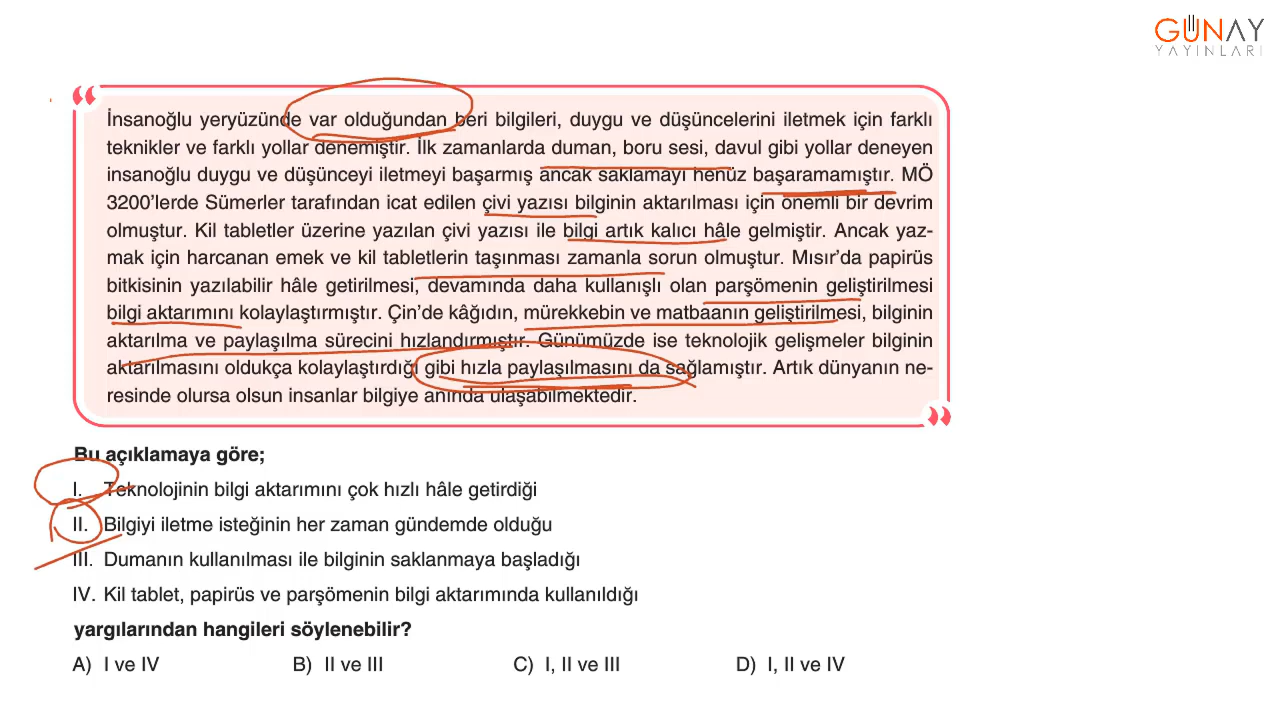 GÜNAY
YAYINLARI
İnsanoğlu yeryüzünde var olduğundan beri bilgileri, duygu ve düşüncelerini iletmek için farklı
teknikler ve farklı yollar denemiştir. İlk zamanlarda duman, boru sesi, davul gibi yollar deneyen
insanoğlu duygu ve düşünceyi iletmeyi başarmış ancak saklamayı henüz başaramamıştır. MÖ
3200’lerde Sümerler tarafından icat edilen çivi yazısı bilginin aktarılması için önemli bir devrim
olmuştur. Kil tabletler üzerine yazılan çivi yazısı ile bilgi artık kalıcı hâle gelmiştir. Ancak yaz-
mak için harcanan emek ve kil tabletlerin taşınması zamanla sorun olmuştur. Mısır’da papirüs
bitkisinin yazılabilir hâle getirilmesi, devamında daha kullanışlı olan parşömenin geliştirilmesi
bilgi aktarımını kolaylaştırmıştır. Çin’de kâğıdın, mürekkebin ve matbaanın geliştirilmesi, bilginin
aktarılma ve paylaşılma sürecini hızlandırmıştır. Günümüzde ise teknolojik gelişmeler bilginin
aktarılmasını oldukça kolaylaştırdığı gibi hızla paylaşılmasını da sağlamıştır. Artık dünyanın ne-
resinde olursa olsun insanlar bilgiye anında ulaşabilmektedir.
Bu açıklamaya göre;
I. Teknolojinin bilgi aktarımını çok hızlı hâle getirdiği
II. Bilgiyi iletme isteğinin her zaman gündemde olduğu
III. Dumanın kullanılması ile bilginin saklanmaya başladığı
IV. Kil tablet, papirüs ve parşömenin bilgi aktarımında kullanıldığı
yargılarından hangileri söylenebilir?
A) I ve IV B) II ve III C) I, II ve III D) I, II ve IV